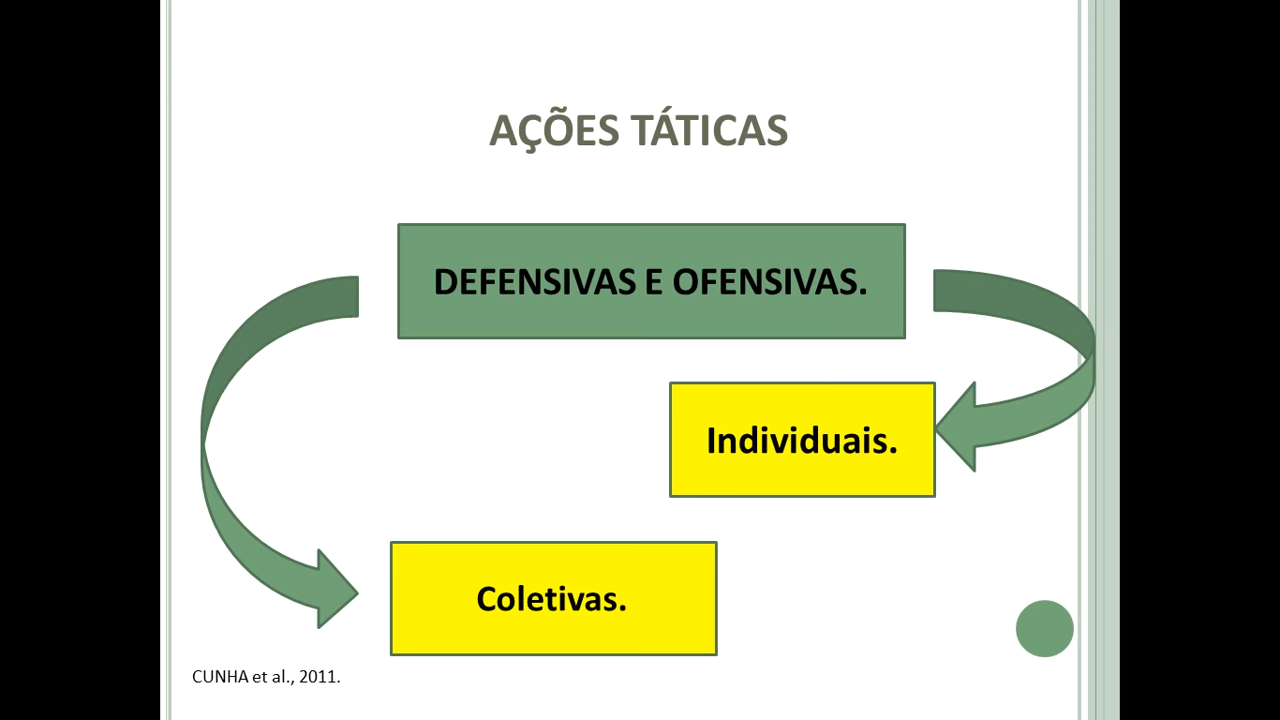 AÇÕES TÁTICAS
DEFENSIVAS E OFENSIVAS.
Individuais.
Coletivas.
CUNHA et al., 2011.